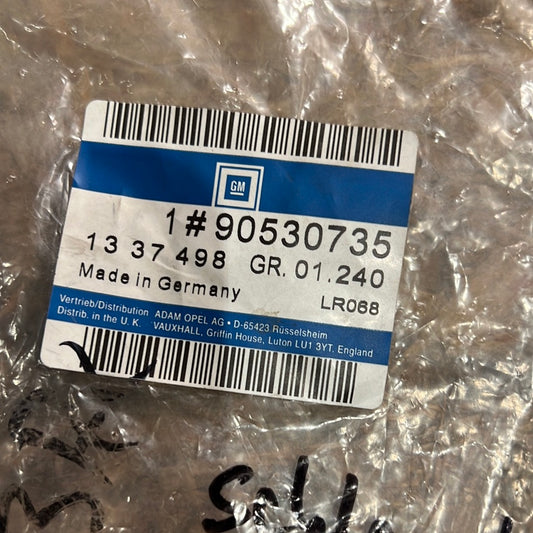 GM
1#90530735
13 37 498 GR. 01.240
Made in Germany LR068
Vertrieb/Distribution ADAM OPEL AG • D-65423 Rüsselsheim
Distrib. in the U. K. VAUXHALL, Griffin House, Luton LU1 3YT, England